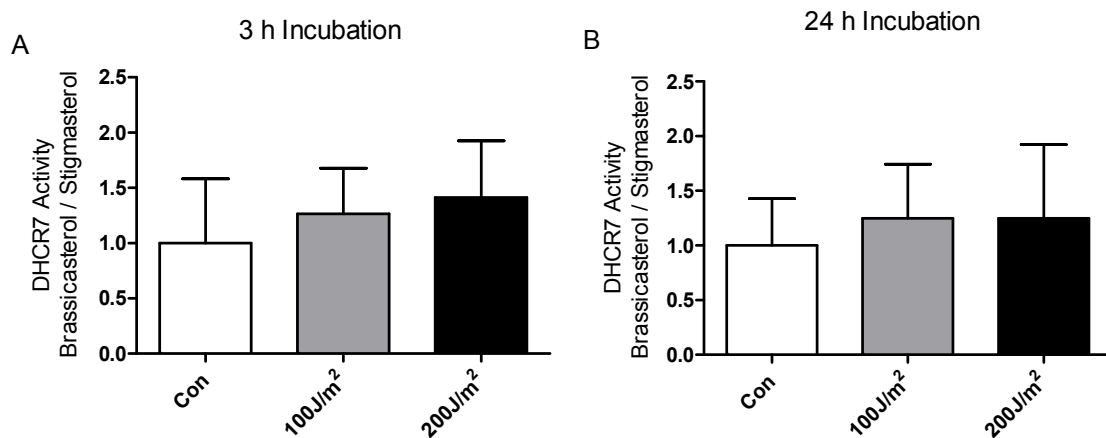 A
3 h Incubation
DHCR7 Activity
Brassicasterol / Stigmasterol
2.5
2.0
1.5
1.0
0.5
0.0
Con
100J/m²
200J/m²
B
24 h Incubation
DHCR7 Activity
Brassicasterol / Stigmasterol
2.5
2.0
1.5
1.0
0.5
0.0
Con
100J/m²
200J/m²